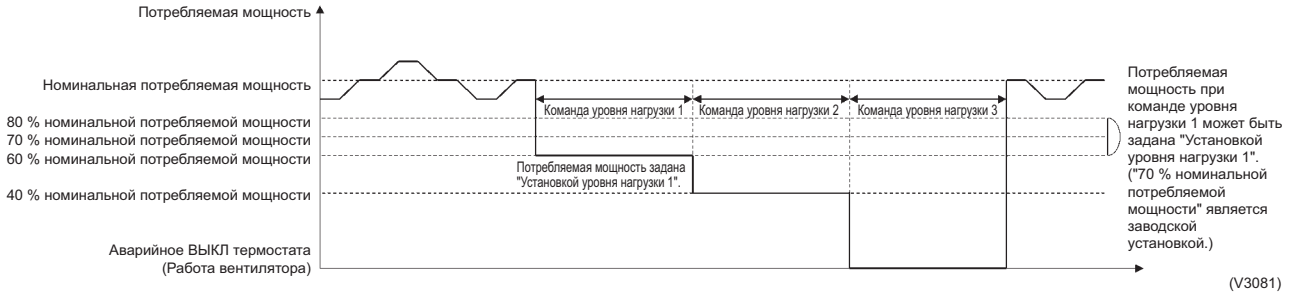 Потребляемая мощность
Номинальная потребляемая мощность
80 % номинальной потребляемой мощности
70 % номинальной потребляемой мощности
60 % номинальной потребляемой мощности
40 % номинальной потребляемой мощности
Аварийное ВЫКЛ термостата
(Работа вентилятора)
Команда уровня нагрузки 1
Команда уровня нагрузки 2
Команда уровня нагрузки 3
Потребляемая мощность задана
"Установкой уровня нагрузки 1".
Потребляемая
мощность при
команде уровня
нагрузки 1 может быть
задана "Установкой
уровня нагрузки 1".
("70 % номинальной
потребляемой
мощности" является
заводской
установкой.)
(V3081)